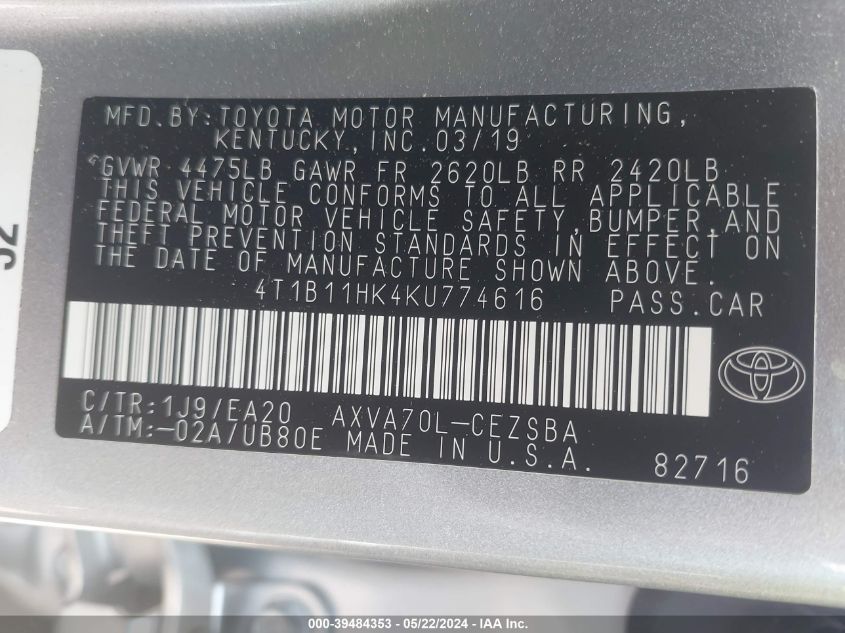 MFD.BY:TOYOTA MOTOR MANUFACTURING,
KENTUCKY,INC.03/19
GVWR 4475LB GAWR FR 2620LB RR 2420LB
THIS VEHICLE CONFORMS TO ALL APPLICABLE
FEDERAL MOTOR VEHICLE SAFETY,BUMPER,AND
THEFT PREVENTION STANDARDS IN EFFECT ON
THE DATE OF MANUFACTURE SHOWN ABOVE.
4T1B11HK4KU774616 PASS.CAR
C/TR:1J9/EA20 AXVA70L-CEZSBA
A/TM:-02A/UB80E MADE IN U.S.A.
82716
000-39484353 - 05/22/2024 - IAA Inc.